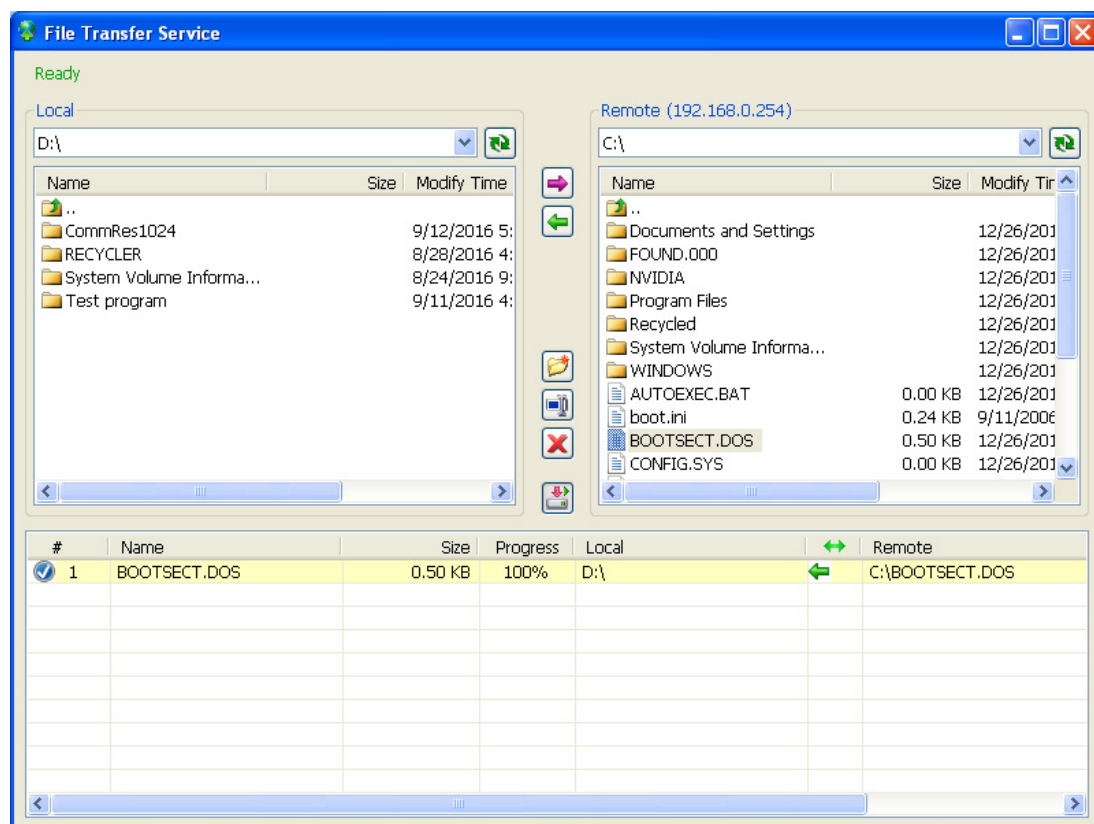 File Transfer Service
Ready
Local
D:\
Name Size Modify Time
..
CommRes1024 9/12/2016 5:
RECYCLER 8/28/2016 4:
System Volume Informa... 8/24/2016 9:
Test program 9/11/2016 4:
Remote (192.168.0.254)
C:\
Name Size Modify Tir
..
Documents and Settings 12/26/201
FOUND.000 12/26/201
NVIDIA 12/26/201
Program Files 12/26/201
Recycled 12/26/201
System Volume Informa... 12/26/201
WINDOWS 12/26/201
AUTOEXEC.BAT 0.00 KB 12/26/201
boot.ini 0.24 KB 9/11/2006
BOOTSECT.DOS 0.50 KB 12/26/201
CONFIG.SYS 0.00 KB 12/26/201
# Name Size Progress Local Remote
1 BOOTSECT.DOS 0.50 KB 100% D:\ C:\BOOTSECT.DOS